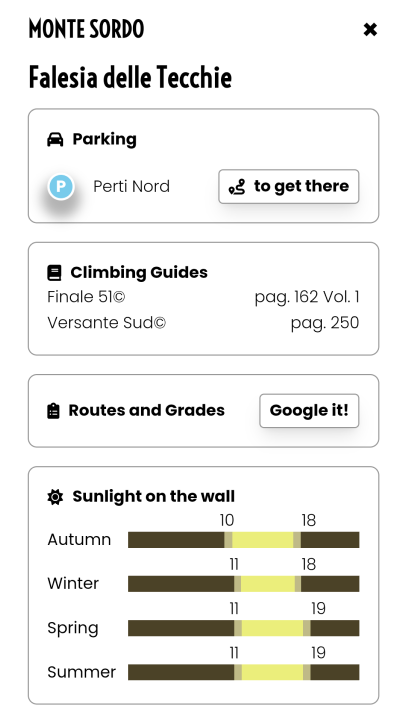 MONTE SORDO ✖
Falesia delle Tecchie
Parking
P Perti Nord to get there
Climbing Guides
Finale 51© pag. 162 Vol. 1
Versante Sud© pag. 250
Routes and Grades Google it!
Sunlight on the wall
10 18
Autumn
11 18
Winter
11 19
Spring
11 19
Summer